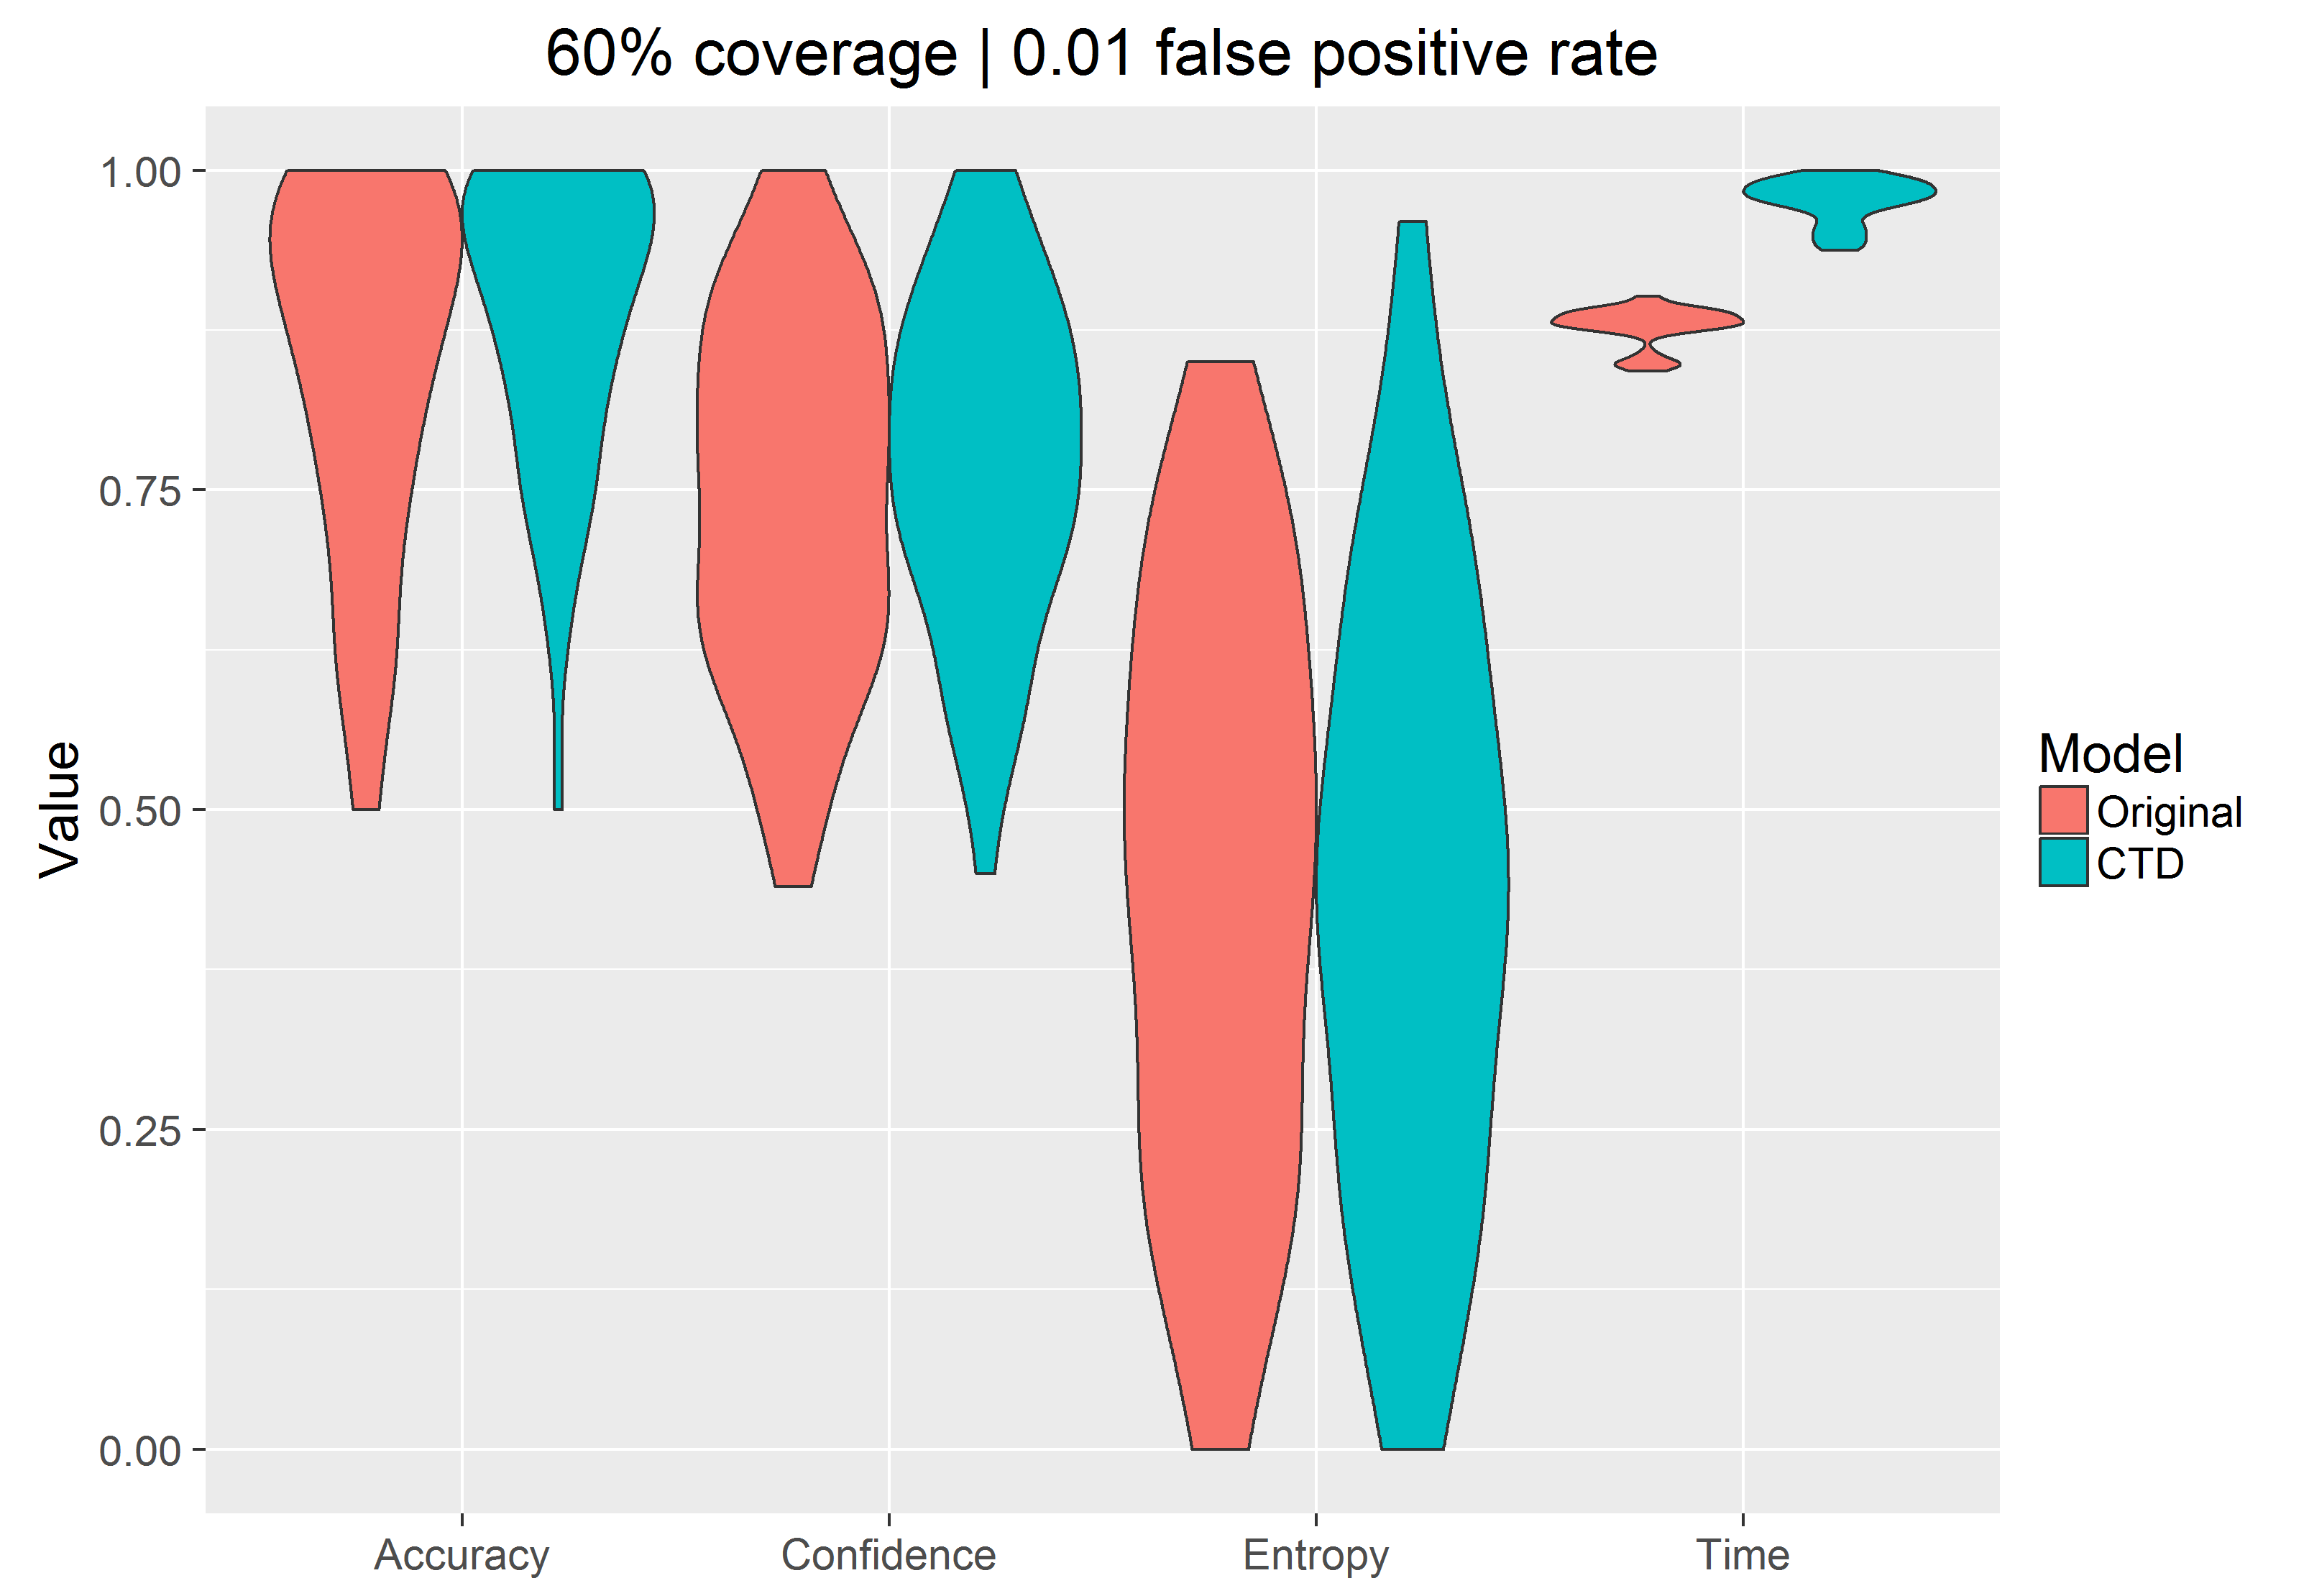 60% coverage | 0.01 false positive rate
1.00
0.75
0.50
0.25
0.00
Value
Accuracy
Confidence
Entropy
Time
Model
Original
CTD